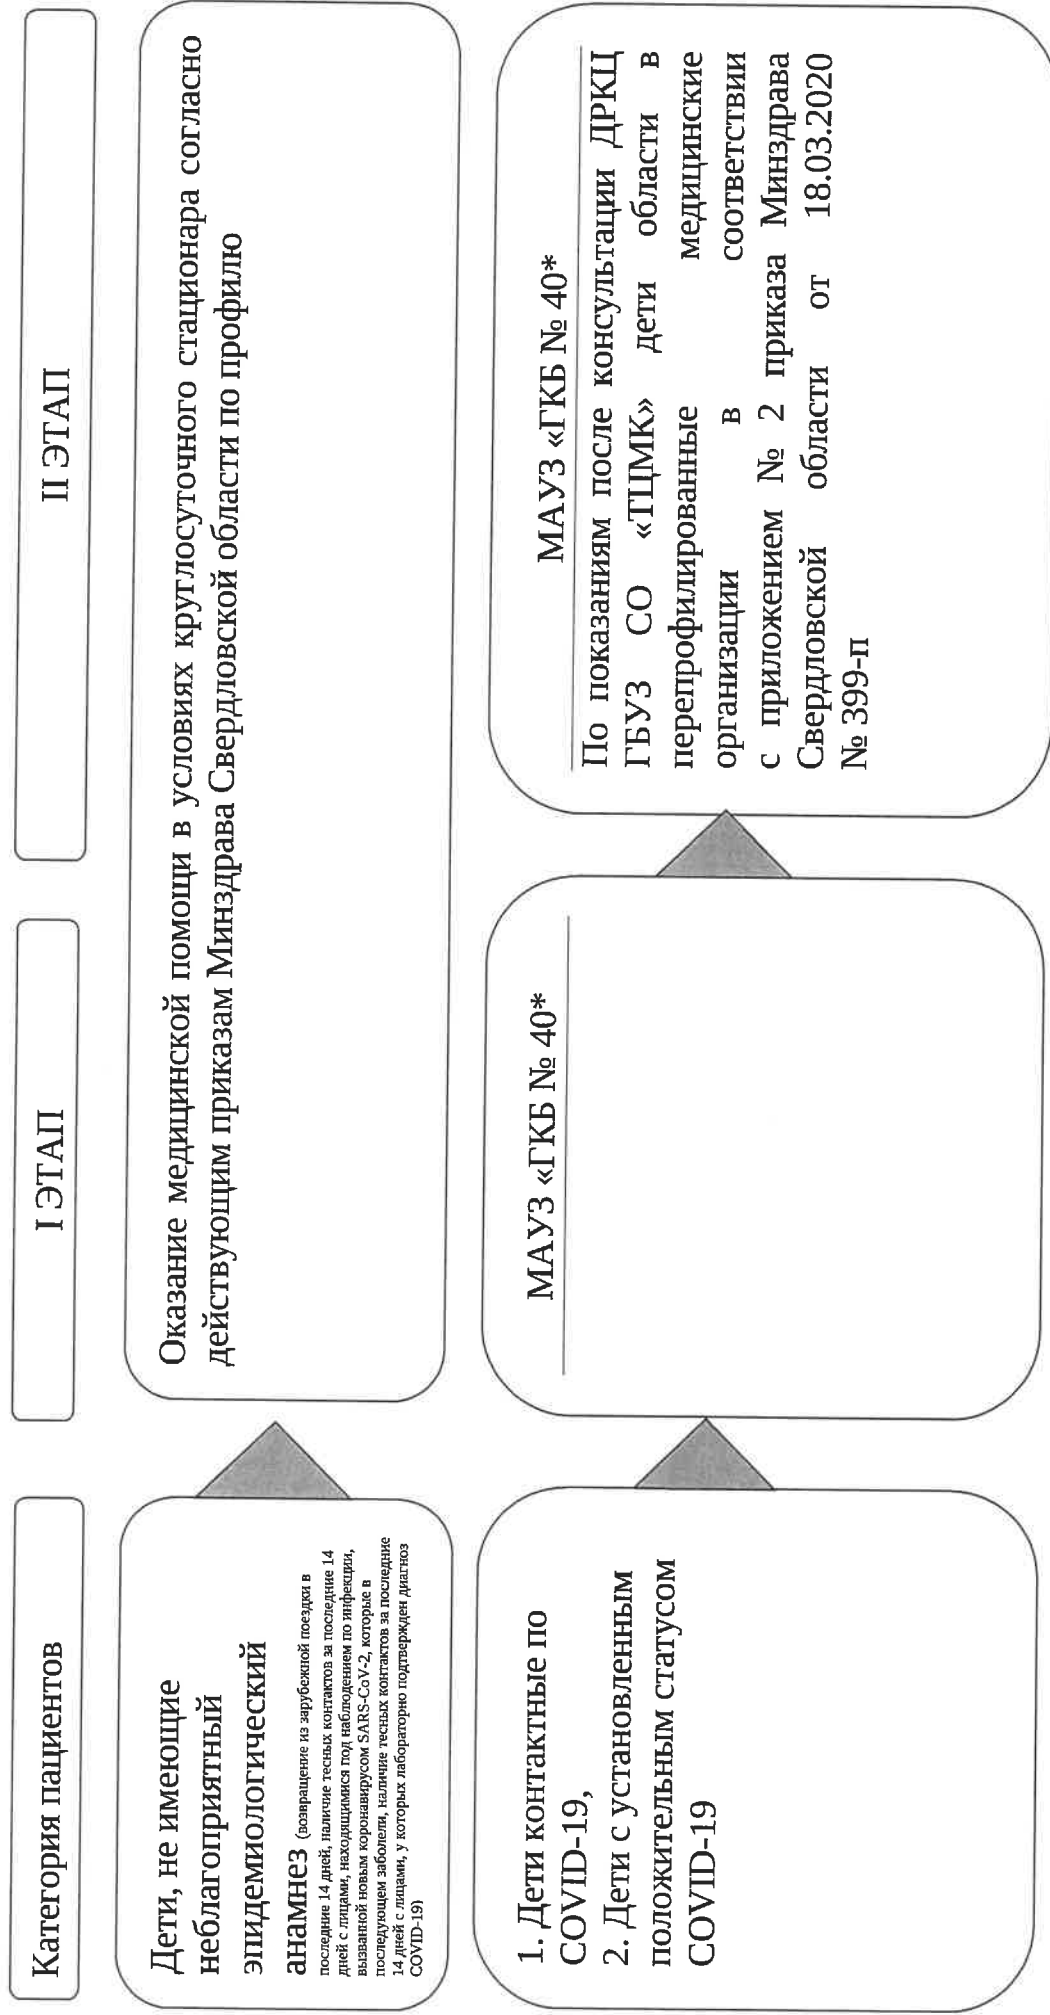 Категория пациентов
I ЭТАП
II ЭТАП
Дети, не имеющие
неблагоприятный
эпидемиологический
анамнез (возвращение из зарубежной поездки в
последние 14 дней, наличие тесных контактов за последние 14
дней с лицами, находящимися под наблюдением по инфекции,
вызванной новым коронавирусом SARS-CoV-2, которые в
последующем заболели, наличие тесных контактов за последние
14 дней с лицами, у которых лабораторно подтвержден диагноз
COVID-19)
Оказание медицинской помощи в условиях круглосуточного стационара согласно
действующим приказам Минздрава Свердловской области по профилю
1. Дети контактные по
COVID-19,
2. Дети с установленным
положительным статусом
COVID-19
МАУЗ «ГКБ № 40*
МАУЗ «ГКБ № 40*
По показаниям после консультации ДРКЦ
ГБУЗ СО «ТЦМК» дети области в
перепрофилированные медицинские
организации в соответствии
с приложением № 2 приказа Минздрава
Свердловской области от 18.03.2020
№ 399-п